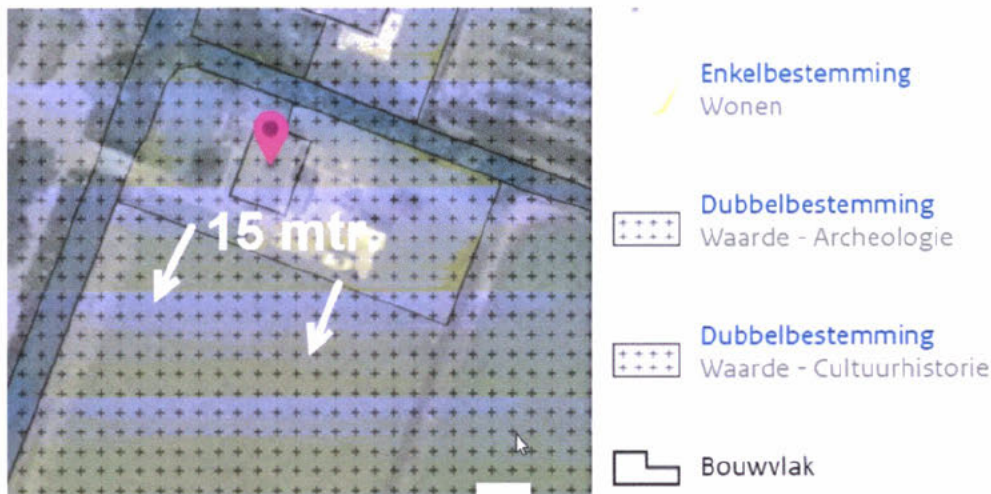 Enkelbestemming
Wonen
15 mtr.
Dubbelbestemming
Waarde - Archeologie
Dubbelbestemming
Waarde - Cultuurhistorie
Bouwvlak